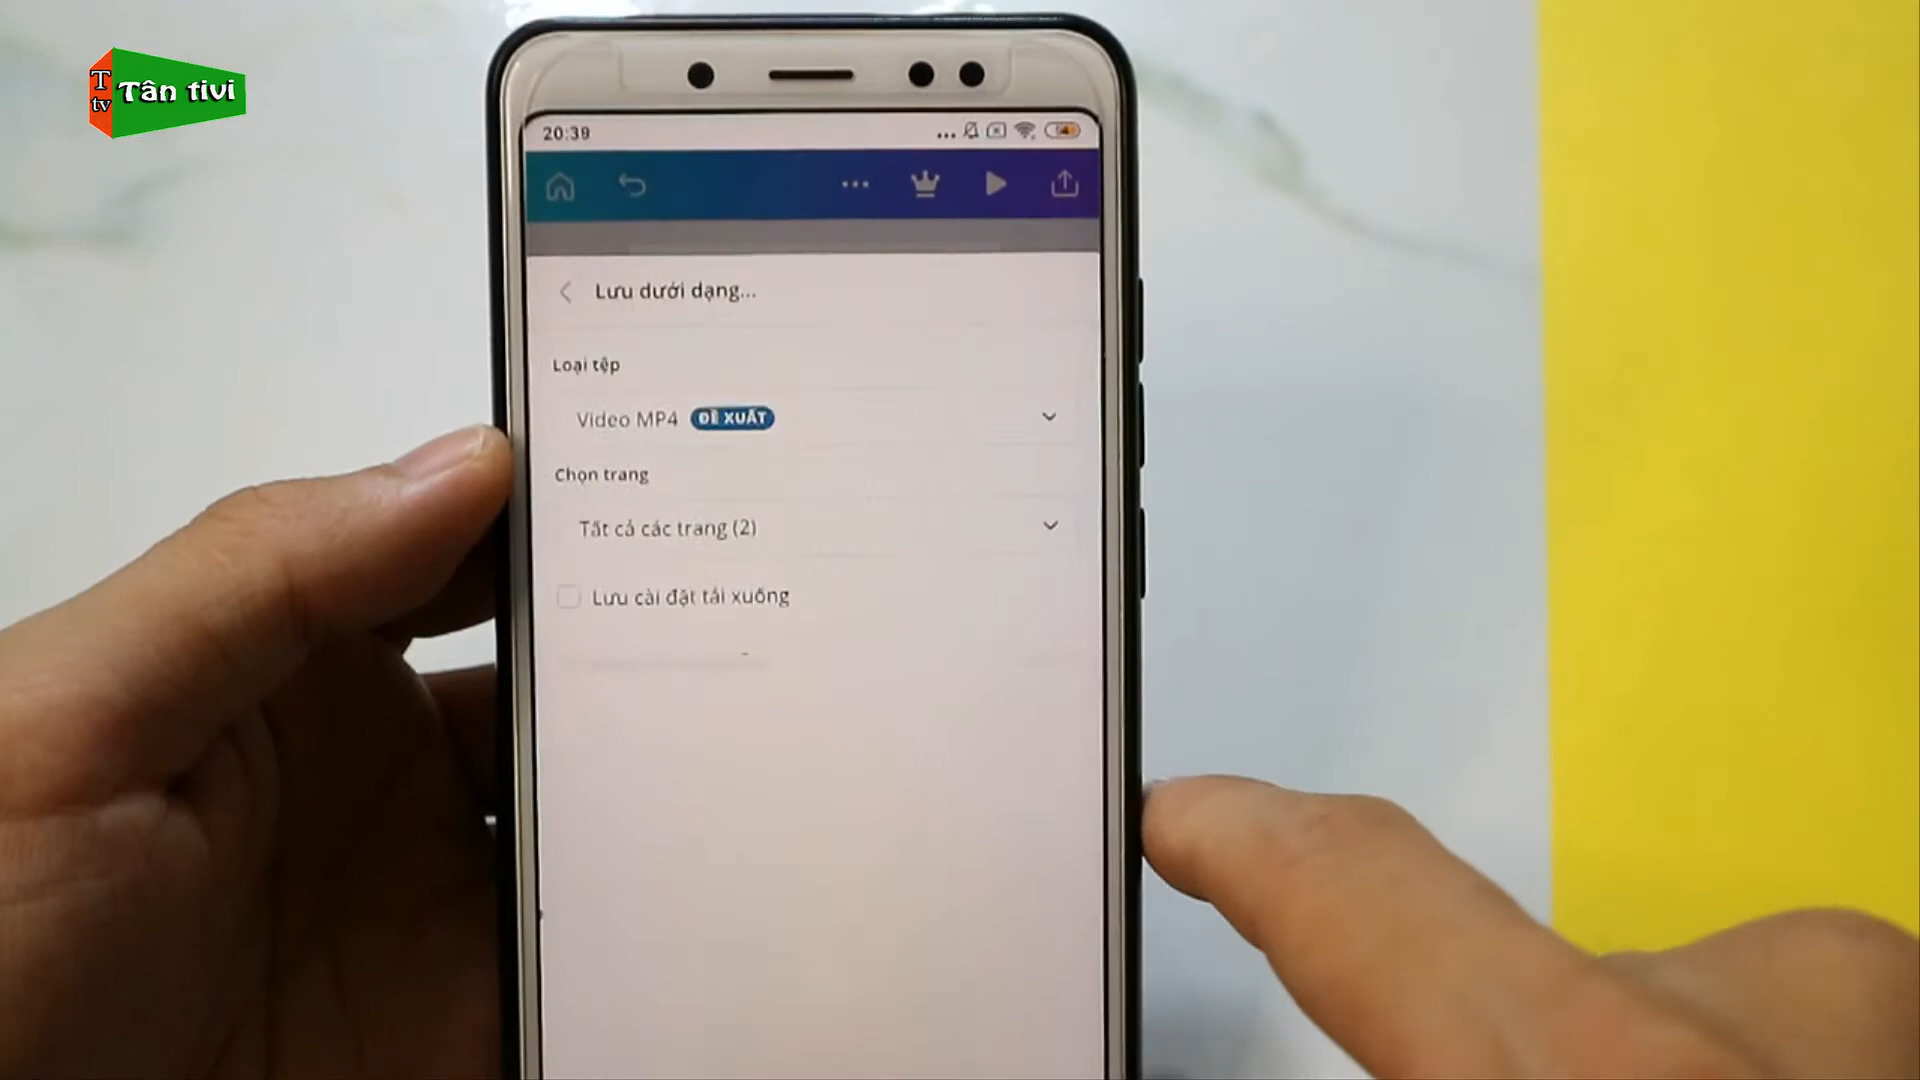 T
tv
Tân tivi
20:39
Lưu dưới dạng...
Loại tệp
Video MP4 ĐỀ XUẤT
Chọn trang
Tất cả các trang (2)
Lưu cài đặt tải xuống